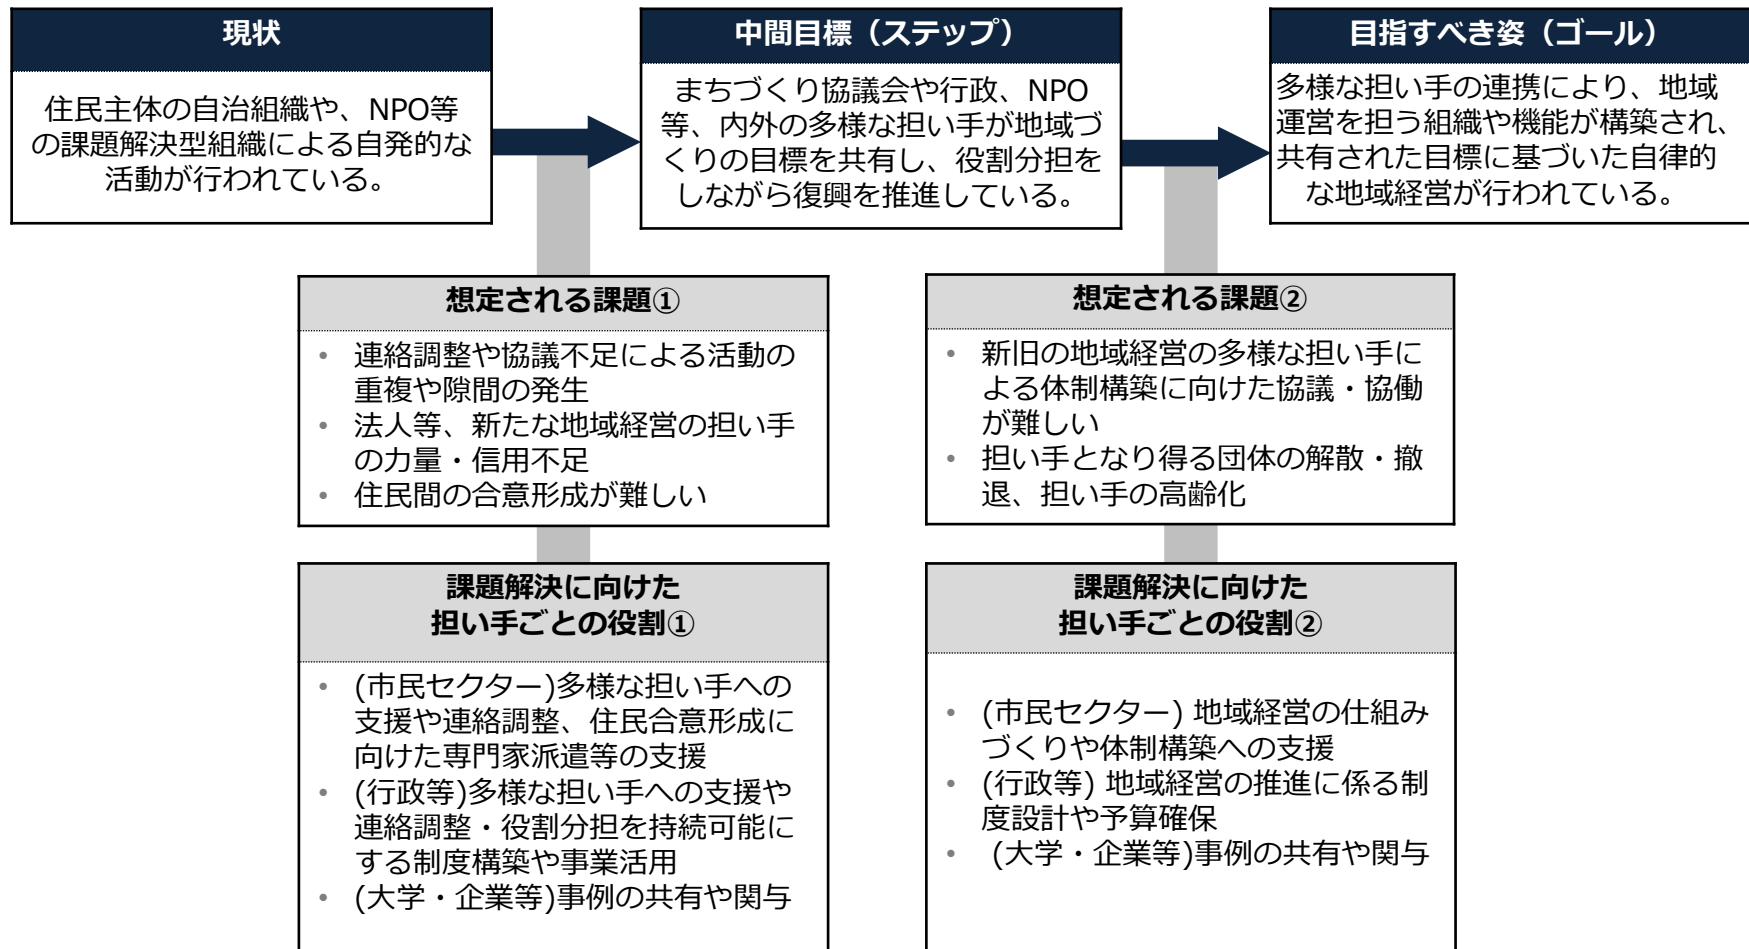 現状
住民主体の自治組織や、NPO等
の課題解決型組織による自発的な
活動が行われている。
中間目標（ステップ）
まちづくり協議会や行政、NPO
等、内外の多様な担い手が地域づ
くりの目標を共有し、役割分担を
しながら復興を推進している。
目指すべき姿（ゴール）
多様な担い手の連携により、地域
運営を担う組織や機能が構築され、
共有された目標に基づいた自律的
な地域経営が行われている。
想定される課題①
• 連絡調整や協議不足による活動の
重複や隙間の発生
• 法人等、新たな地域経営の担い手
の力量・信用不足
• 住民間の合意形成が難しい
想定される課題②
• 新旧の地域経営の多様な担い手に
よる体制構築に向けた協議・協働
が難しい
• 担い手となり得る団体の解散・撤
退、担い手の高齢化
課題解決に向けた
担い手ごとの役割①
• (市民セクター)多様な担い手への
支援や連絡調整、住民合意形成に
向けた専門家派遣等の支援
• (行政等)多様な担い手への支援や
連絡調整・役割分担を持続可能に
する制度構築や事業活用
• (大学・企業等)事例の共有や関与
課題解決に向けた
担い手ごとの役割②
• (市民セクター) 地域経営の仕組み
づくりや体制構築への支援
• (行政等) 地域経営の推進に係る制
度設計や予算確保
• (大学・企業等)事例の共有や関与